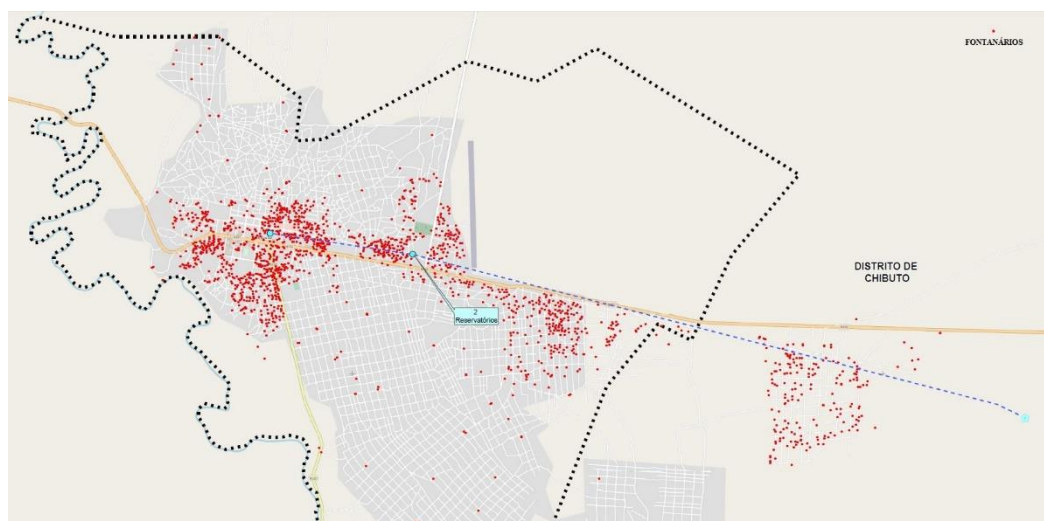 FONTANÁRIOS
DISTRITO DE
CHIBUTO
2
Reservatórios